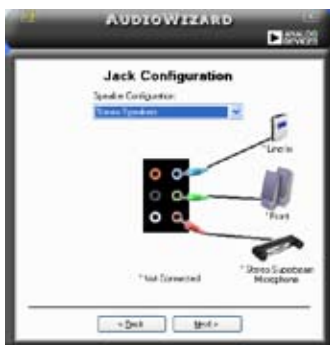 AUDIOWIZARD
ANALOG
DEVICES
Jack Configuration
Speaker Configuration:
Stereo Speakers
*Line In
*Front
*Stereo Superbeam
Microphone
*Not Connected
< Back
Next >